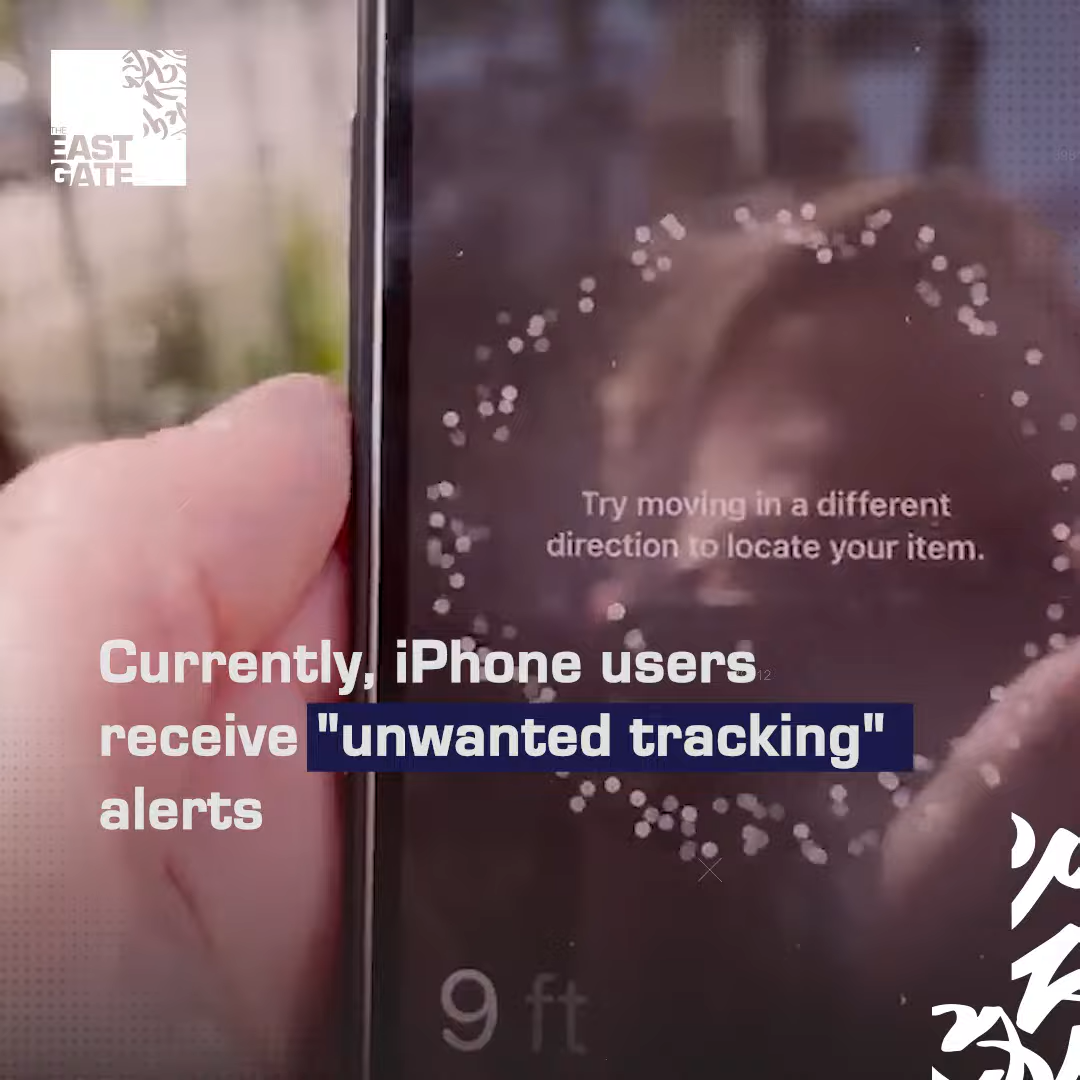 THE
EAST
GATE
Try moving in a different
direction to locate your item.
Currently, iPhone users
receive "unwanted tracking"
alerts
12
9 ft